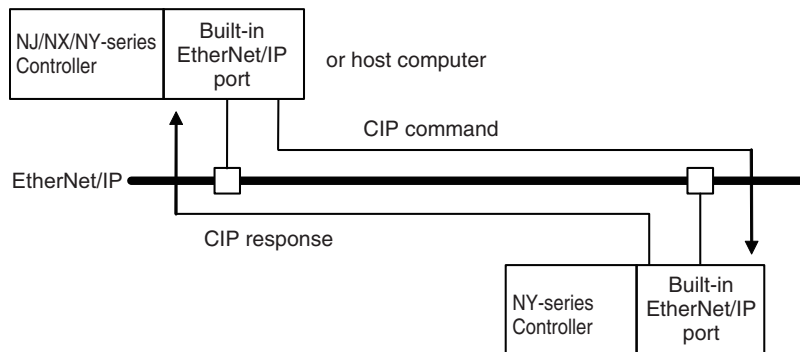 NJ/NX/NY-series
Controller
Built-in
EtherNet/IP
port
or host computer
CIP command
EtherNet/IP
CIP response
NY-series
Controller
Built-in
EtherNet/IP
port